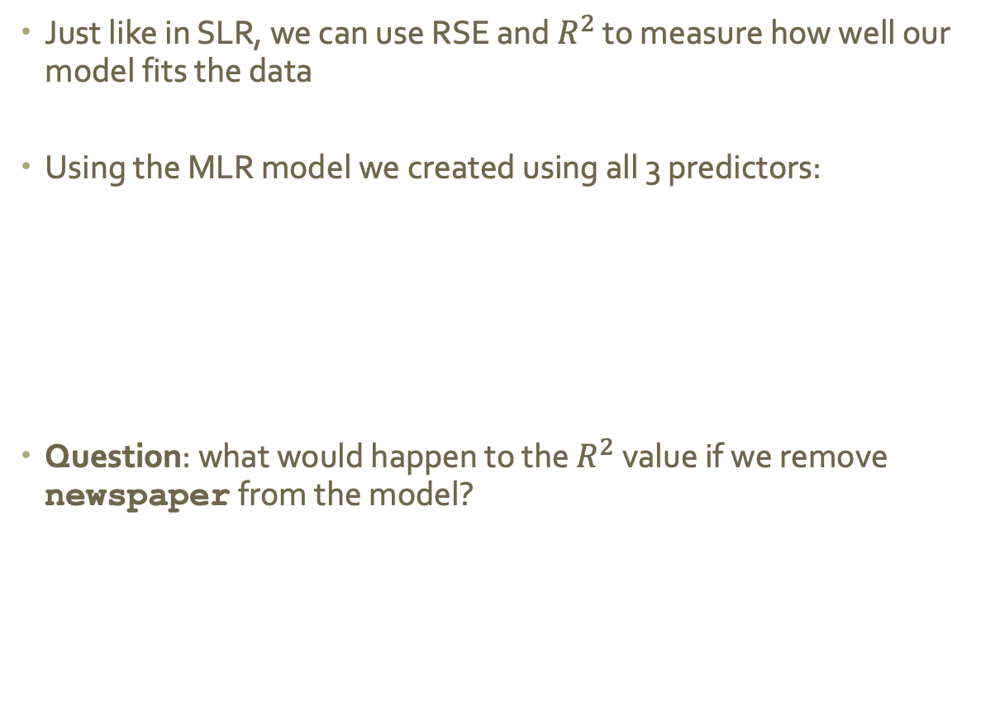 • Just like in SLR, we can use RSE and R² to measure how well our
model fits the data
• Using the MLR model we created using all 3 predictors:
• Question: what would happen to the R² value if we remove
newspaper from the model?